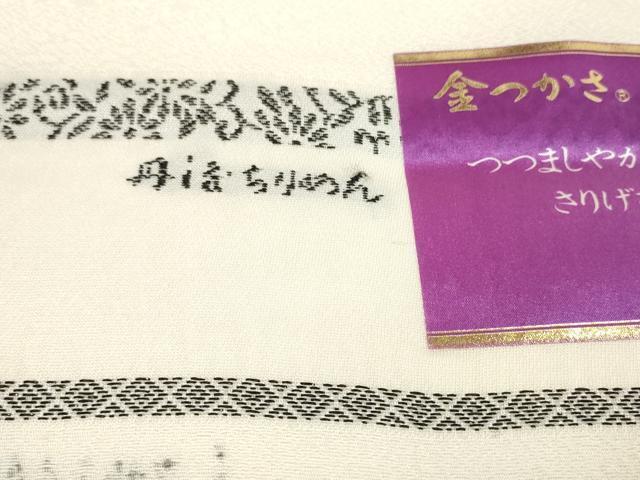 金つかさ®
つつましやか
さりげ
丹後ちりめん